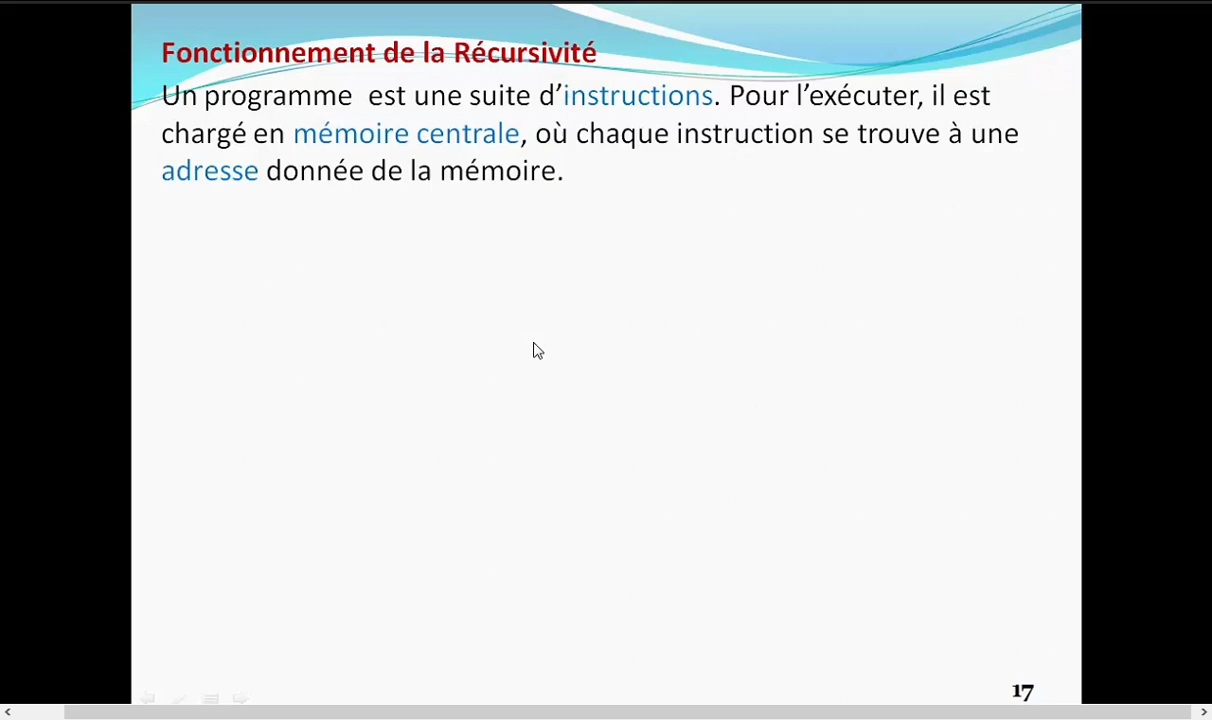 Fonctionnement de la Récursivité
Un programme est une suite d’instructions. Pour l’exécuter, il est
chargé en mémoire centrale, où chaque instruction se trouve à une
adresse donnée de la mémoire.
17